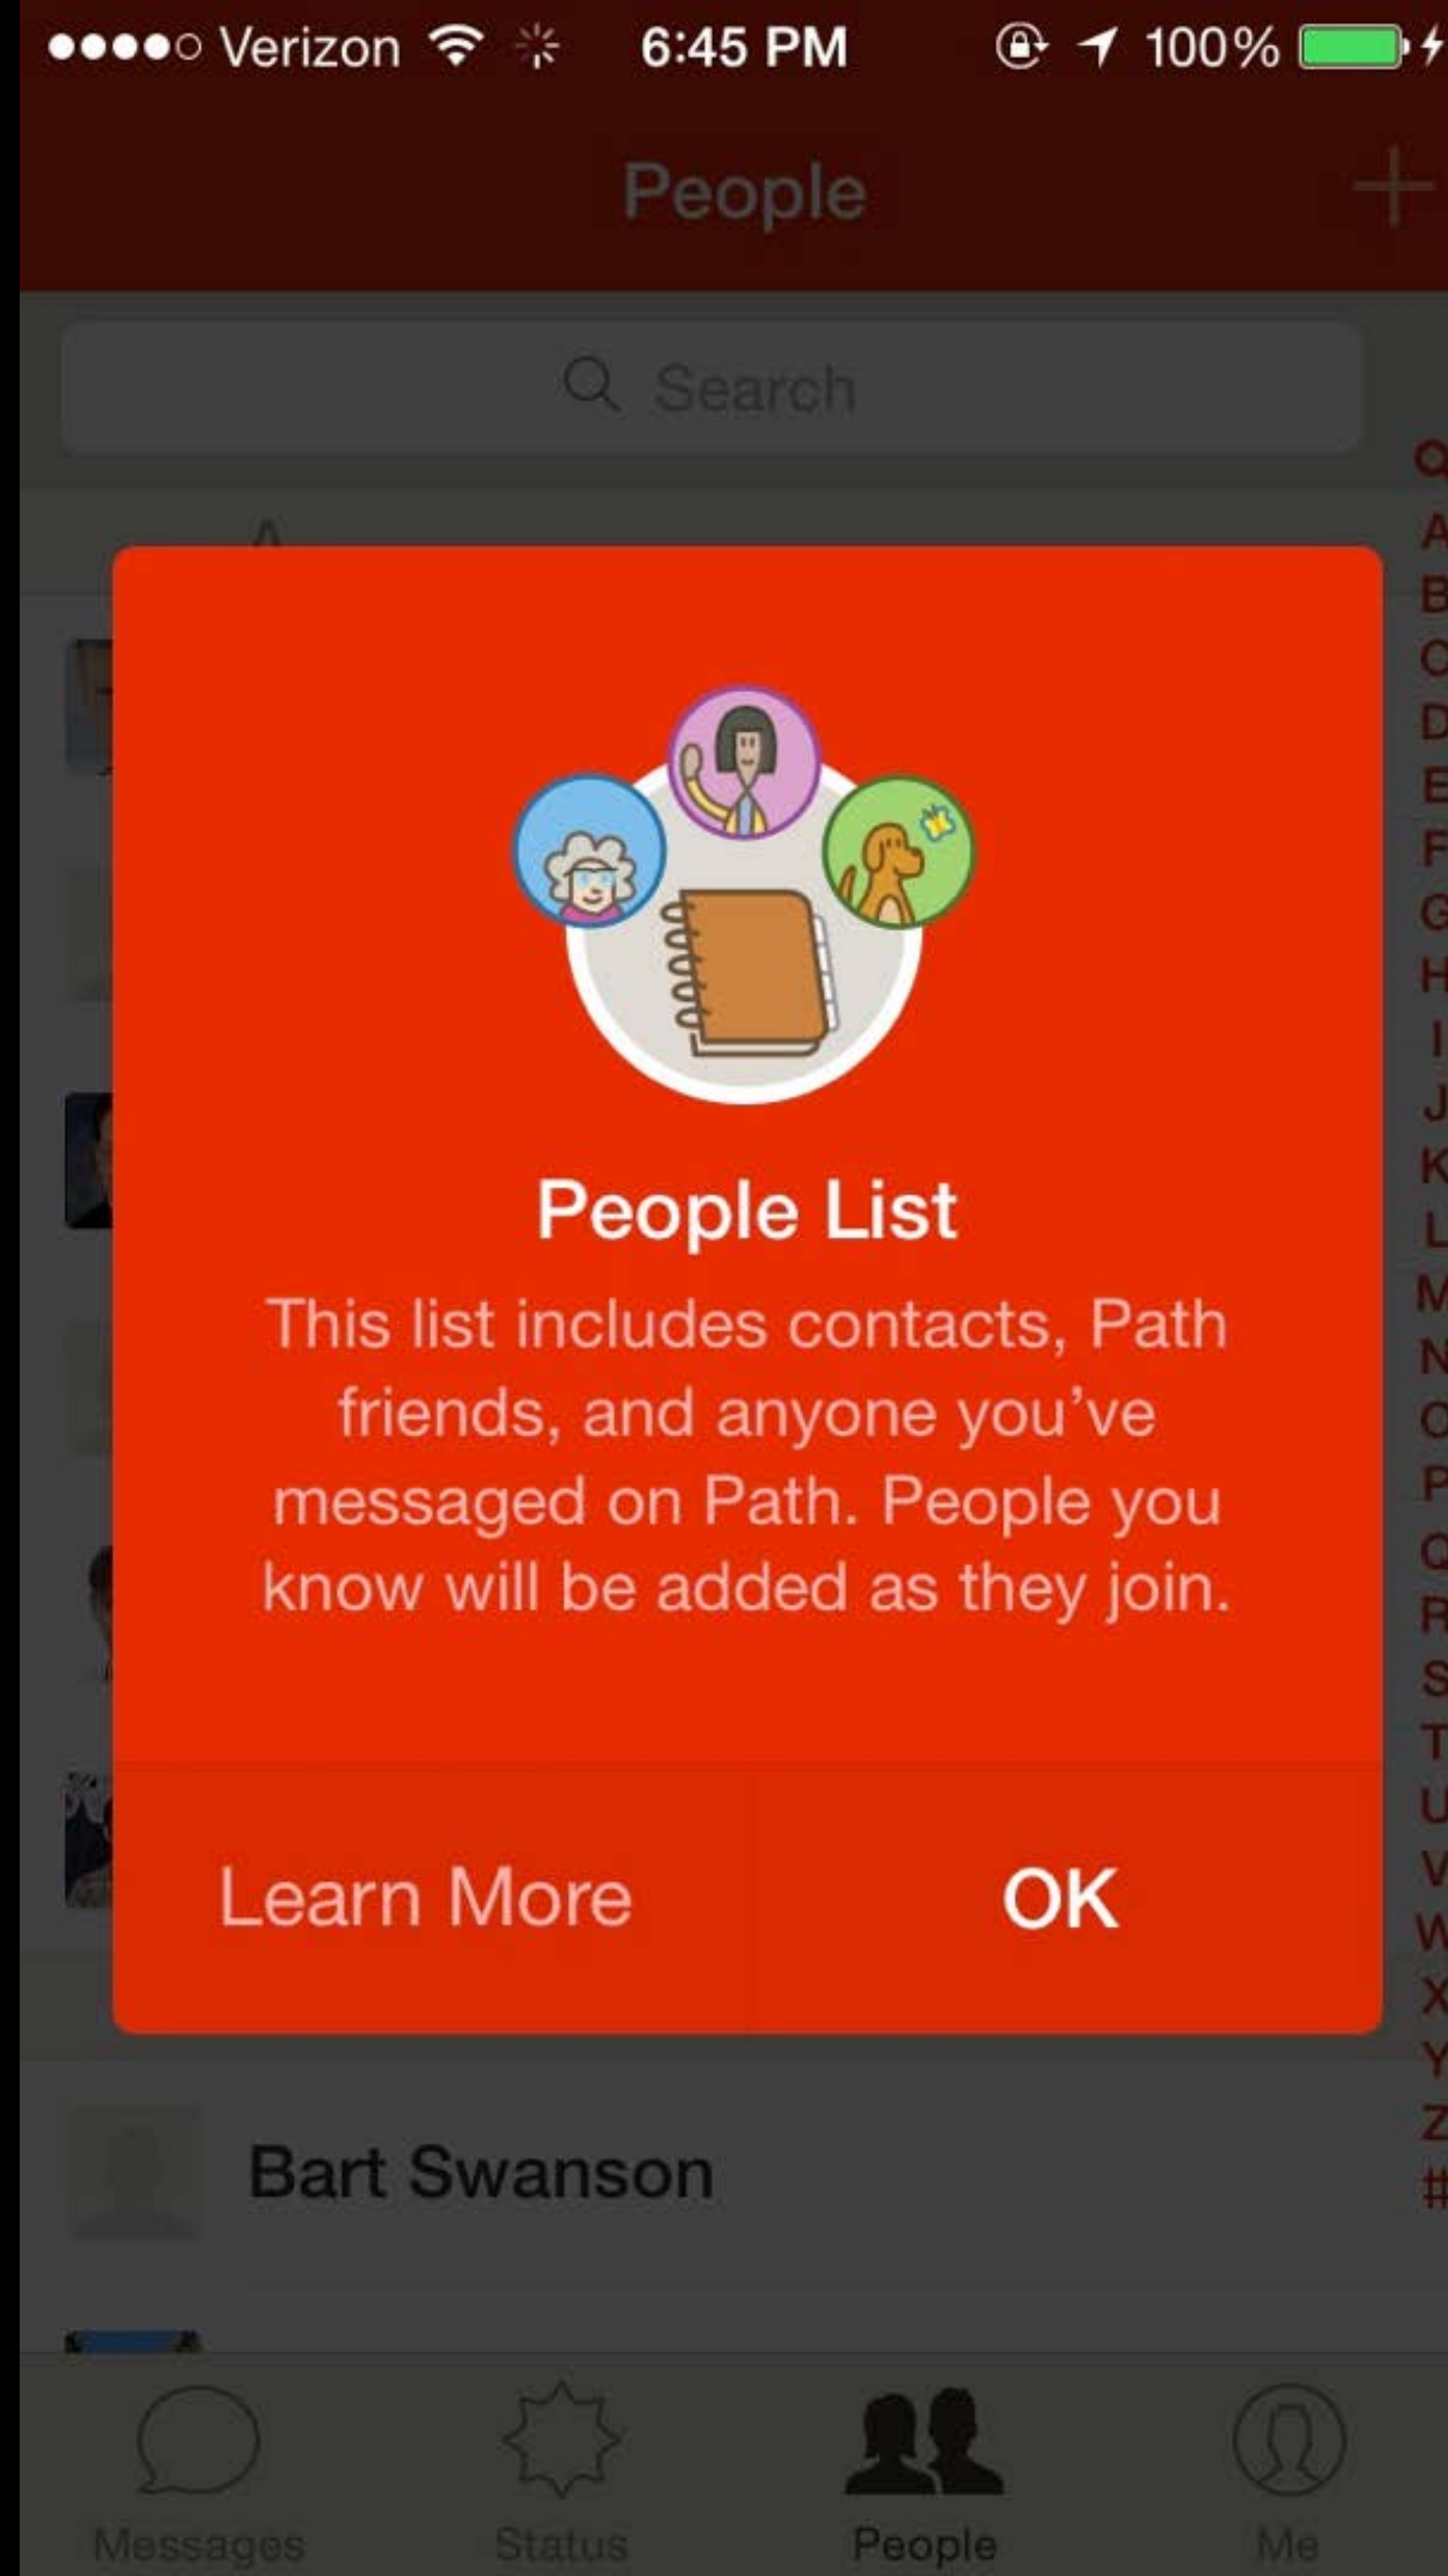 Verizon 6:45 PM 100%
People
Search
A
People List
This list includes contacts, Path
friends, and anyone you’ve
messaged on Path. People you
know will be added as they join.
Learn More OK
Bart Swanson
A
B
C
D
E
F
G
H
I
J
K
L
M
N
O
P
Q
R
S
T
U
V
W
X
Y
Z
#
Messages Status People Me